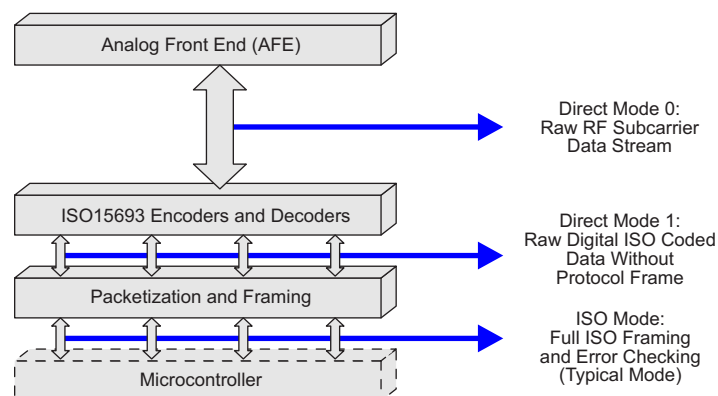 Analog Front End (AFE)
Direct Mode 0:
Raw RF Subcarrier
Data Stream
ISO15693 Encoders and Decoders
Direct Mode 1:
Raw Digital ISO Coded
Data Without
Protocol Frame
Packetization and Framing
ISO Mode:
Full ISO Framing
and Error Checking
(Typical Mode)
Microcontroller